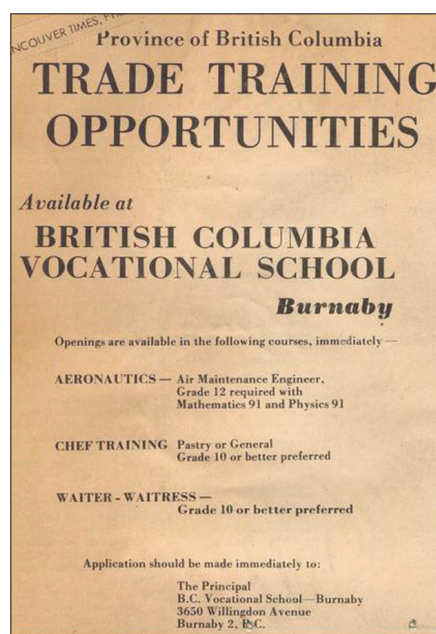 NCOUVER TIMES,
Province of British Columbia
TRADE TRAINING
OPPORTUNITIES
Available at
BRITISH COLUMBIA
VOCATIONAL SCHOOL
Burnaby
Openings are available in the following courses, immediately —
AERONAUTICS — Air Maintenance Engineer,
Grade 12 required with
Mathematics 91 and Physics 91
CHEF TRAINING Pastry or General
Grade 10 or better preferred
WAITER - WAITRESS —
Grade 10 or better preferred
Application should be made immediately to:
The Principal
B.C. Vocational School—Burnaby
3650 Willingdon Avenue
Burnaby 2, B.C.